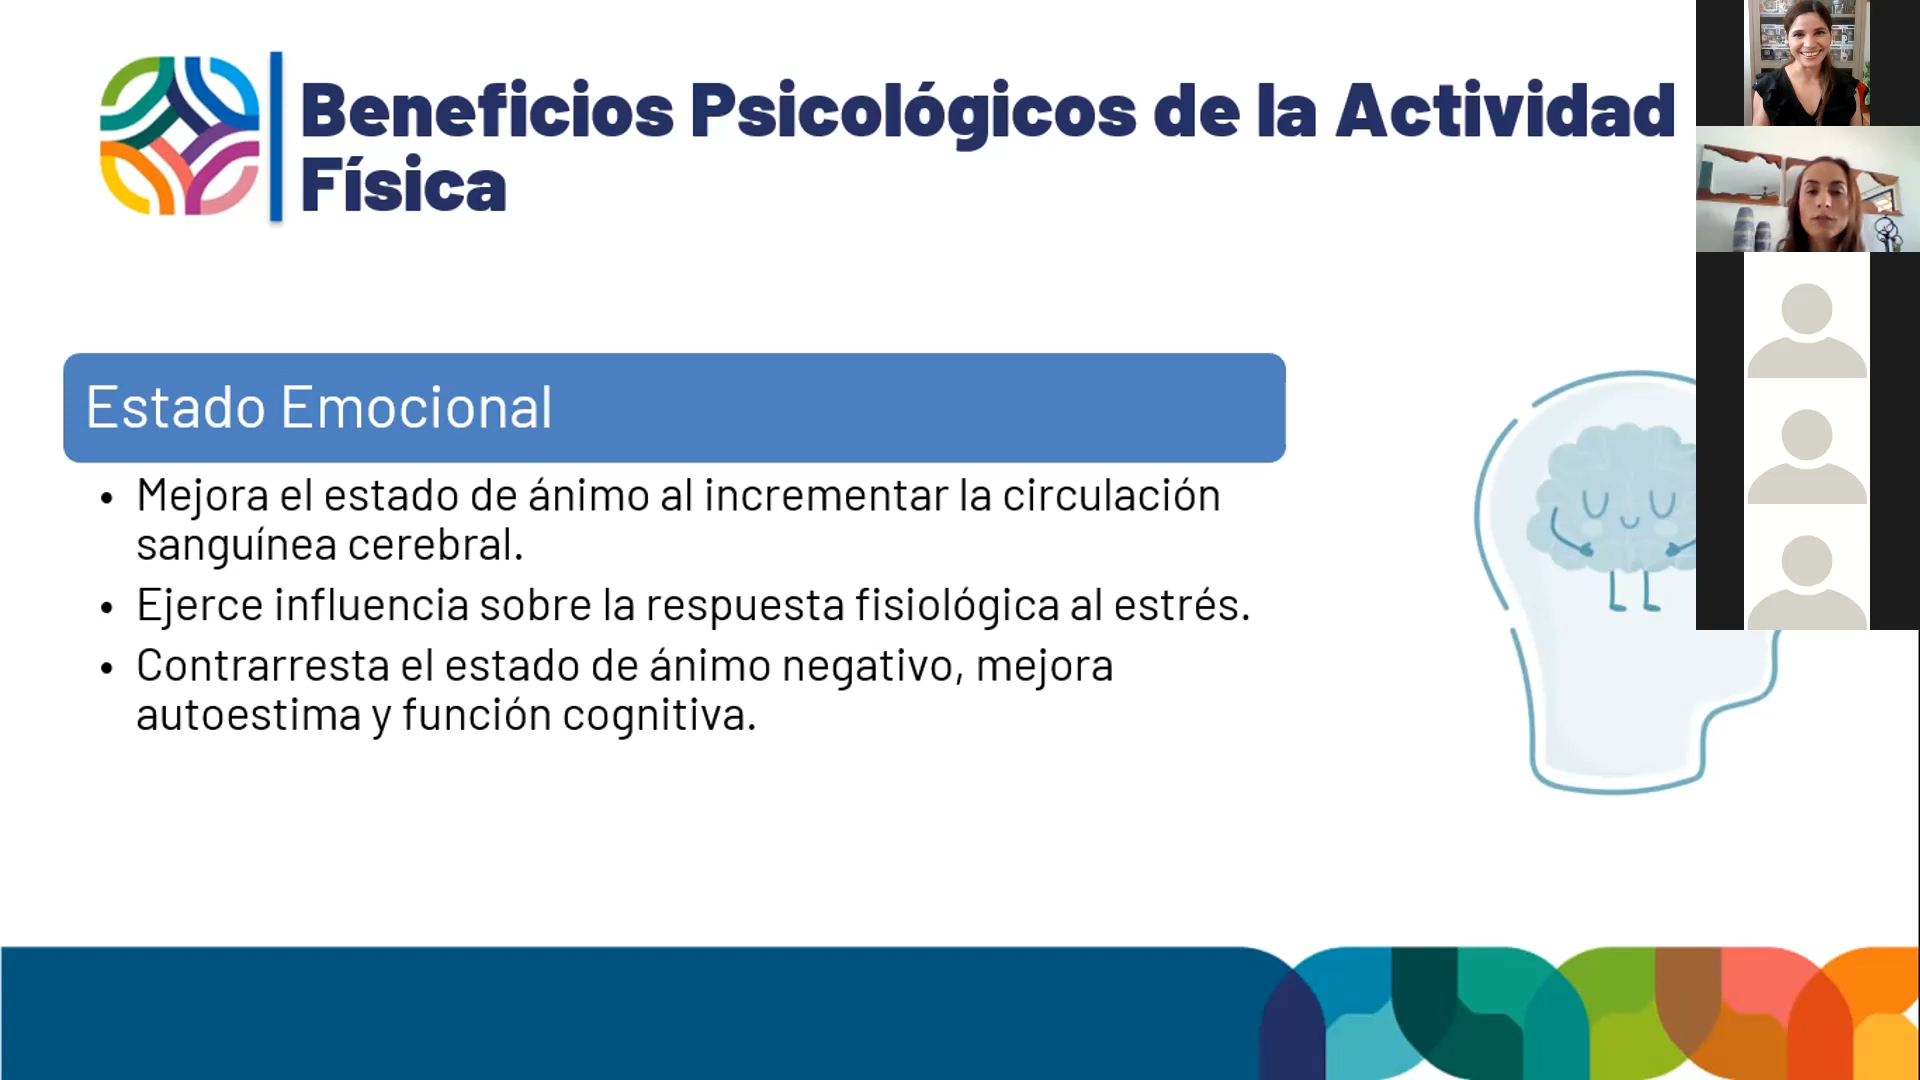 Beneficios Psicológicos de la Actividad
Física
Estado Emocional
• Mejora el estado de ánimo al incrementar la circulación
sanguínea cerebral.
• Ejerce influencia sobre la respuesta fisiológica al estrés.
• Contrarresta el estado de ánimo negativo, mejora
autoestima y función cognitiva.